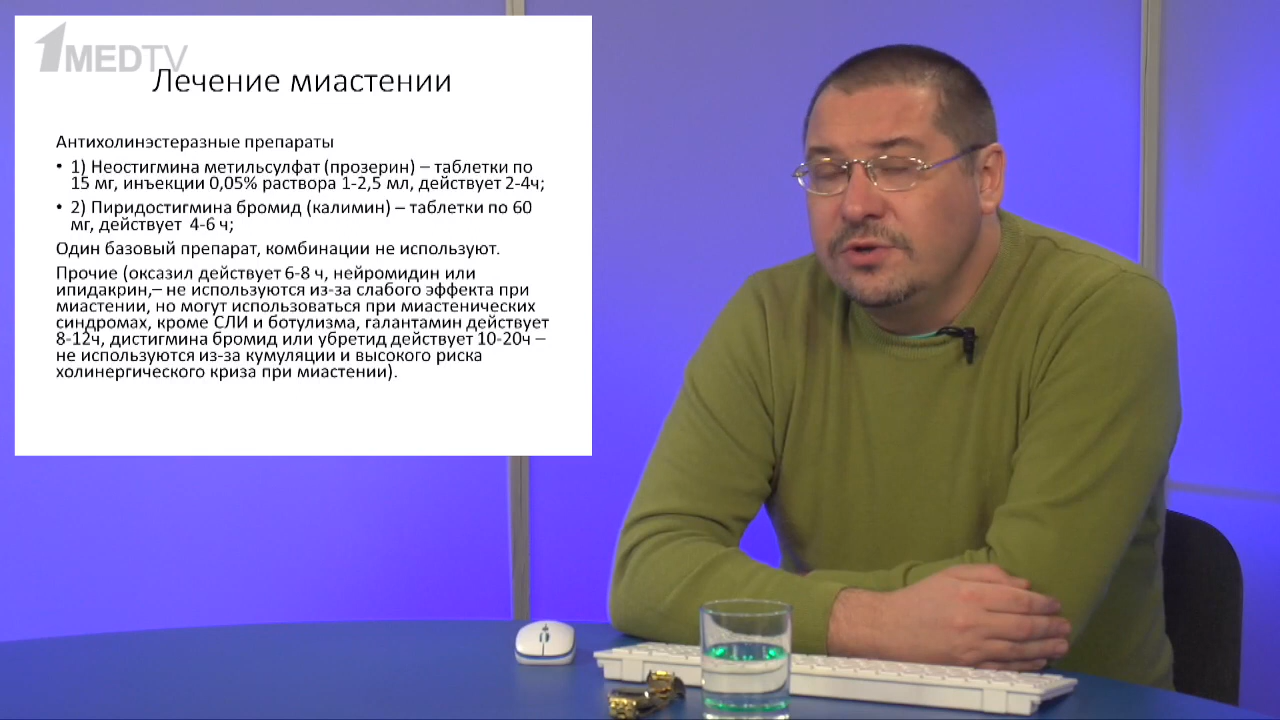 1MEDTV
Лечение миастении
Антихолинэстеразные препараты
• 1) Неостигмина метильсульфат (прозерин) – таблетки по
15 мг, инъекции 0,05% раствора 1-2,5 мл, действует 2-4ч;
• 2) Пиридостигмина бромид (калимин) – таблетки по 60
мг, действует 4-6 ч;
Один базовый препарат, комбинации не используют.
Прочие (оксазил действует 6-8 ч, нейромидин или
ипидакрин,– не используются из-за слабого эффекта при
миастении, но могут использоваться при миастенических
синдромах, кроме СЛИ и ботулизма, галантамин действует
8-12ч, дистигмина бромид или убретид действует 10-20ч –
не используются из-за кумуляции и высокого риска
холинергического криза при миастении).